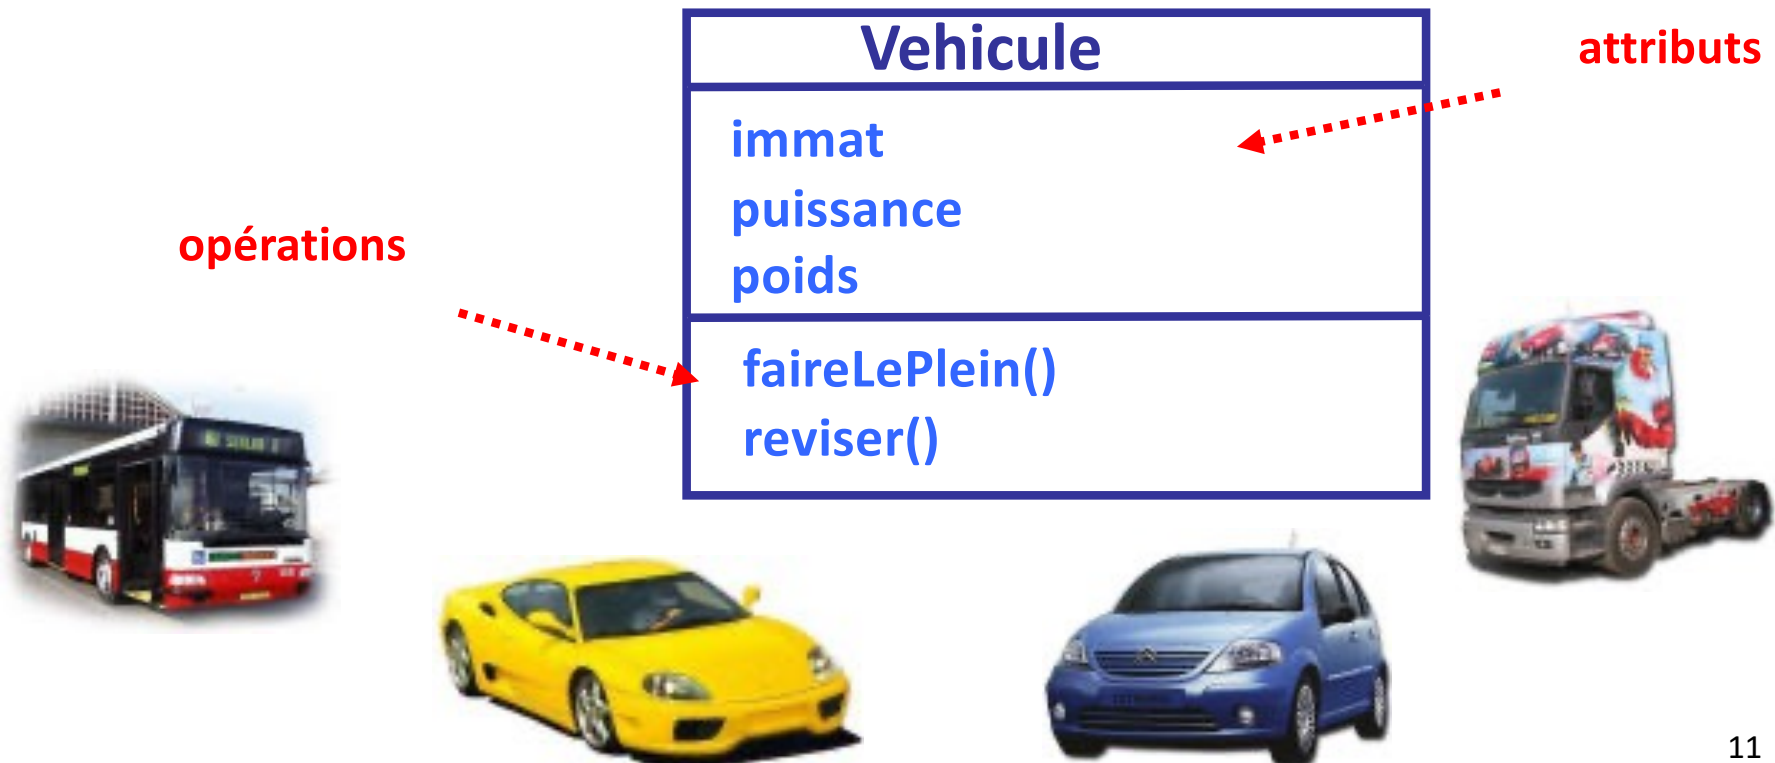 Vehicule
attributs
immat
puissance
opérations
poids
faireLePlein()
reviser()
11